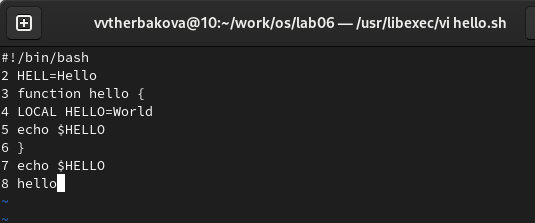 vvtherbakova@10:~/work/os/lab06 — /usr/libexec/vi hello.sh
#!/bin/bash
2 HELL=Hello
3 function hello {
4 LOCAL HELLO=World
5 echo $HELLO
6 }
7 echo $HELLO
8 hello
~
~